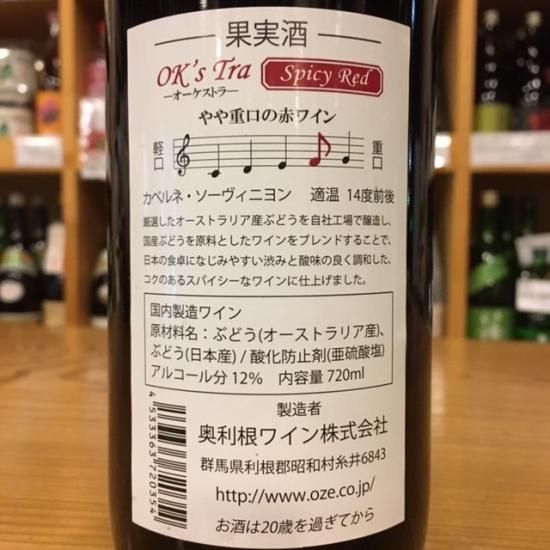 果実酒
OK's Tra Spicy Red
―オーケストラ―
やや重口の赤ワイン
軽口 重口
カベルネ・ソーヴィニヨン 適温 14度前後
厳選したオーストラリア産ぶどうを自社工場で醸造し、
国産ぶどうを原料としたワインをブレンドすることで、
日本の食卓になじみやすい渋みと酸味の良く調和した、
コクのあるスパイシーなワインに仕上げました。
国内製造ワイン
原材料名：ぶどう(オーストラリア産)、
ぶどう(日本産) / 酸化防止剤(亜硫酸塩)
アルコール分 12% 内容量 720ml
4533363720354
製造者
奥利根ワイン株式会社
群馬県利根郡昭和村糸井6843
http://www.oze.co.jp/
お酒は20歳を過ぎてから